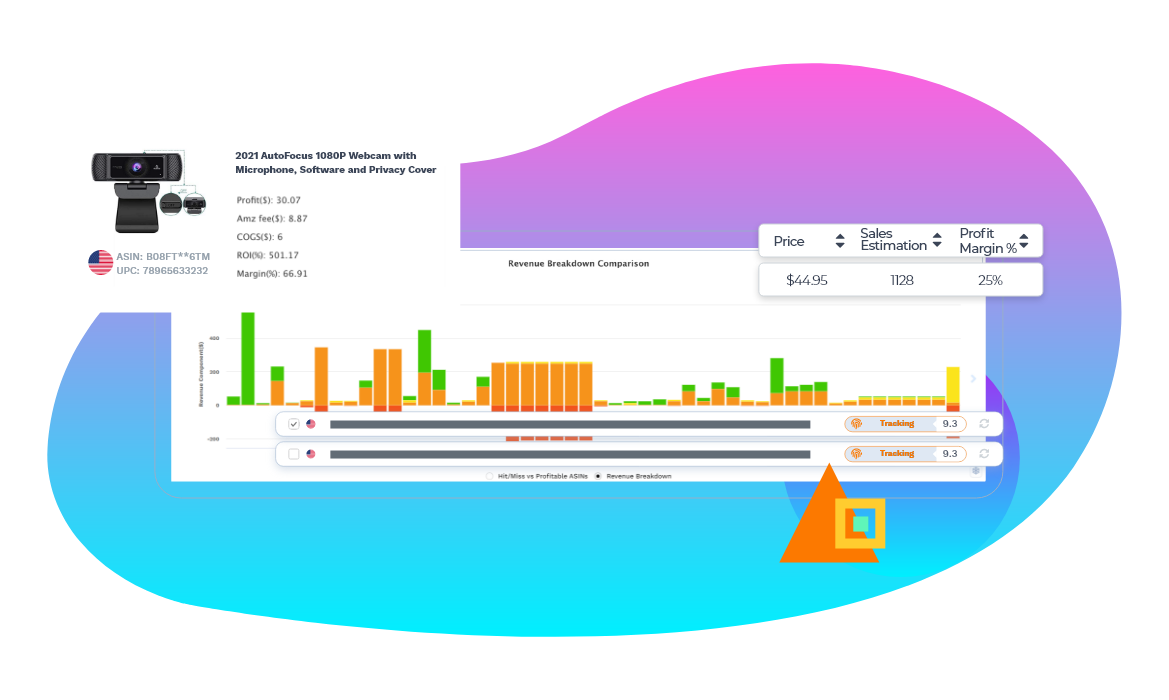 2021 AutoFocus 1080P Webcam with
Microphone, Software and Privacy Cover
Profit($): 30.07
Amz fee($): 8.87
COGS($): 6
ROI(%): 501.17
Margin(%): 66.91
ASIN: B08FT**6TM
UPC: 78965633232
Price
Sales Estimation
Profit Margin %
$44.95 1128 25%
Revenue Breakdown Comparison
Revenue Component($)
400
200
0
-200
Tracking 9.3
Tracking 9.3
Hit/Miss vs Profitable ASINs Revenue Breakdown